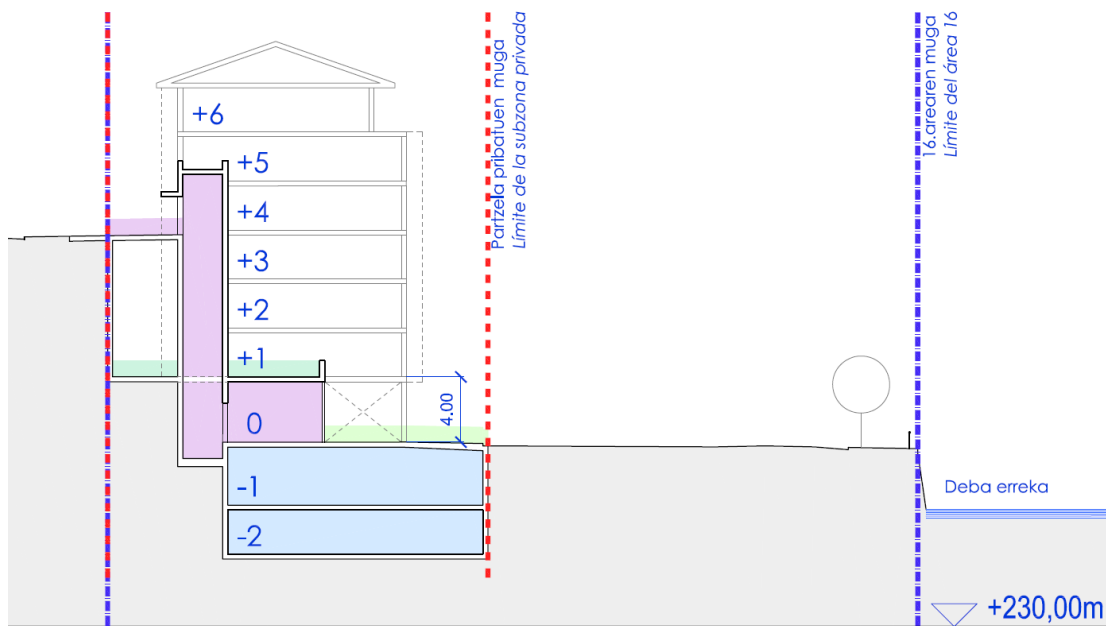 +6
+5
+4
+3
+2
+1
0
-1
-2
4.00
Partzela pribatuen muga
Límite de la subzona privada
16.arearen muga
Límite del área 16
Deba erreka
+230,00m